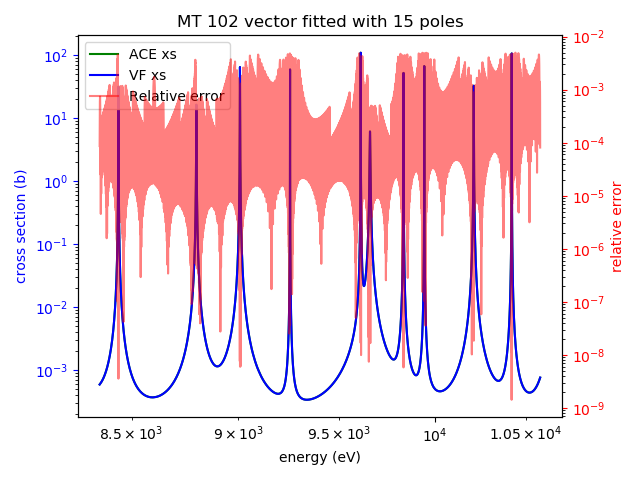 MT 102 vector fitted with 15 poles
ACE xs
VF xs
Relative error
cross section (b)
10²
10¹
10⁰
10⁻¹
10⁻²
10⁻³
relative error
10⁻²
10⁻³
10⁻⁴
10⁻⁵
10⁻⁶
10⁻⁷
10⁻⁸
10⁻⁹
8.5×10³
9×10³
9.5×10³
10⁴
1.05×10⁴
energy (eV)